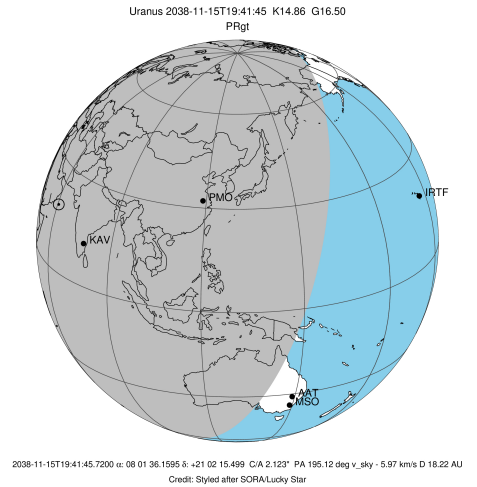 Uranus 2038-11-15T19:41:45 K14.86 G16.50
PRgt
IRTF
PMO
KAV
AAT
MSO
2038-11-15T19:41:45.7200 α: 08 01 36.1595 δ: +21 02 15.499 C/A 2.123" PA 195.12 deg v_sky - 5.97 km/s D 18.22 AU
Credit: Styled after SORA/Lucky Star